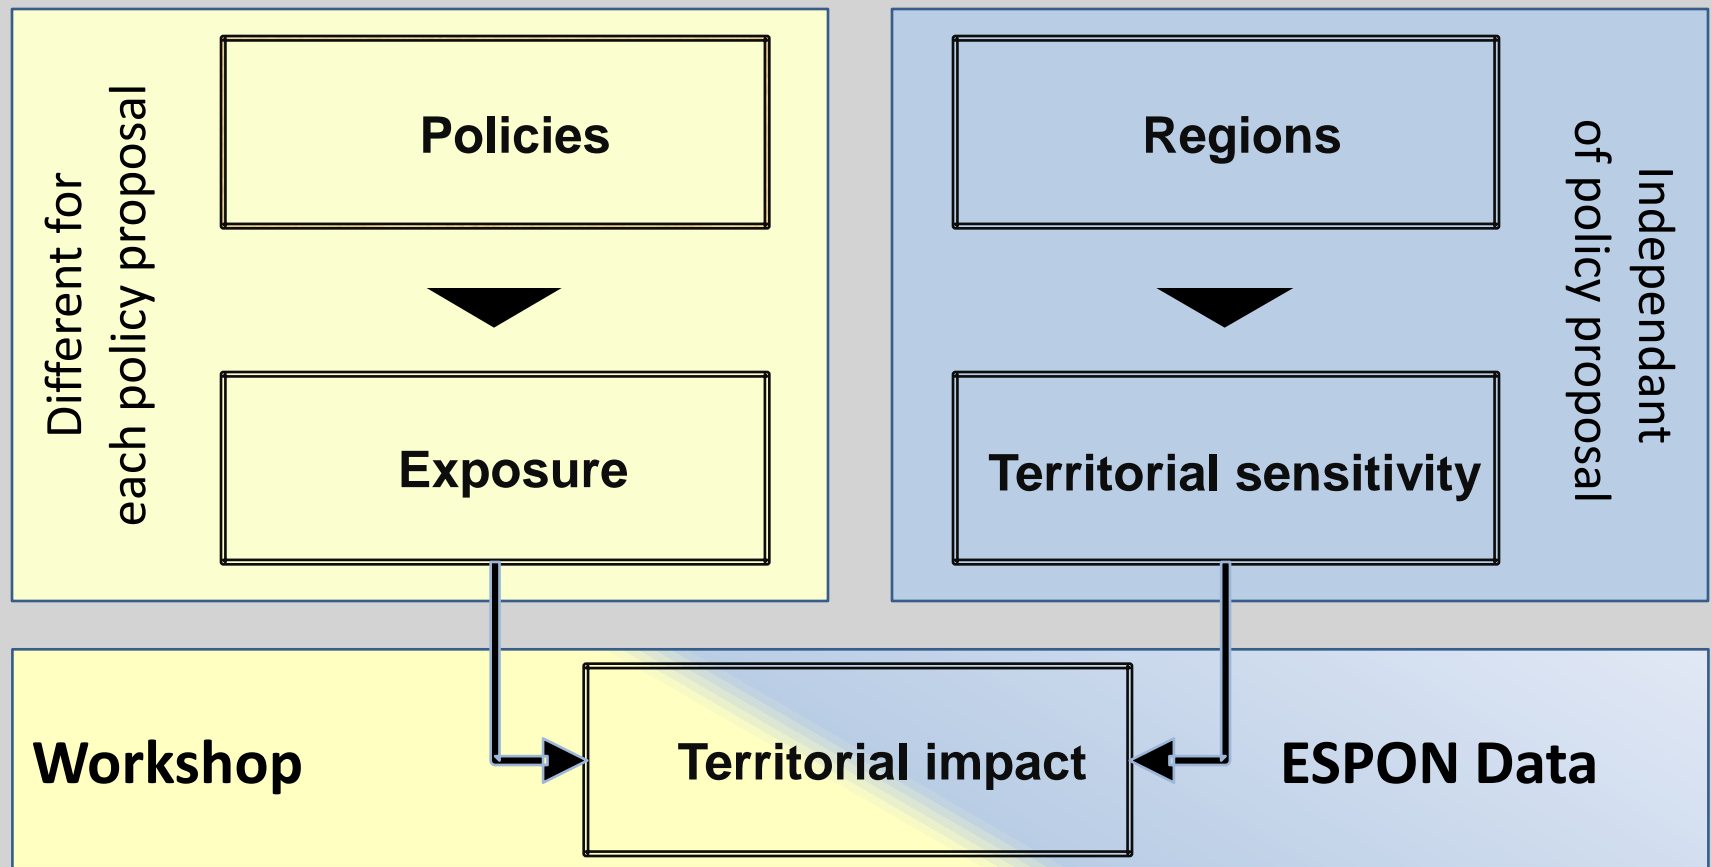 Different for
each policy proposal
Policies
Exposure
Regions
Territorial sensitivity
Independant
of policy proposal
Workshop
Territorial impact
ESPON Data